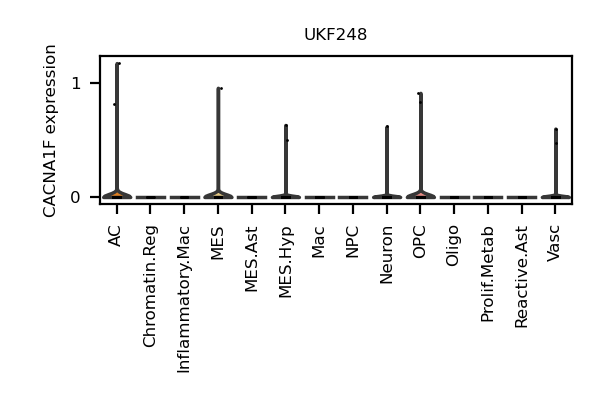 UKF248
CACNA1F expression
1
0
AC
Chromatin.Reg
Inflammatory.Mac
MES
MES.Ast
MES.Hyp
Mac
NPC
Neuron
OPC
Oligo
Prolif.Metab
Reactive.Ast
Vasc